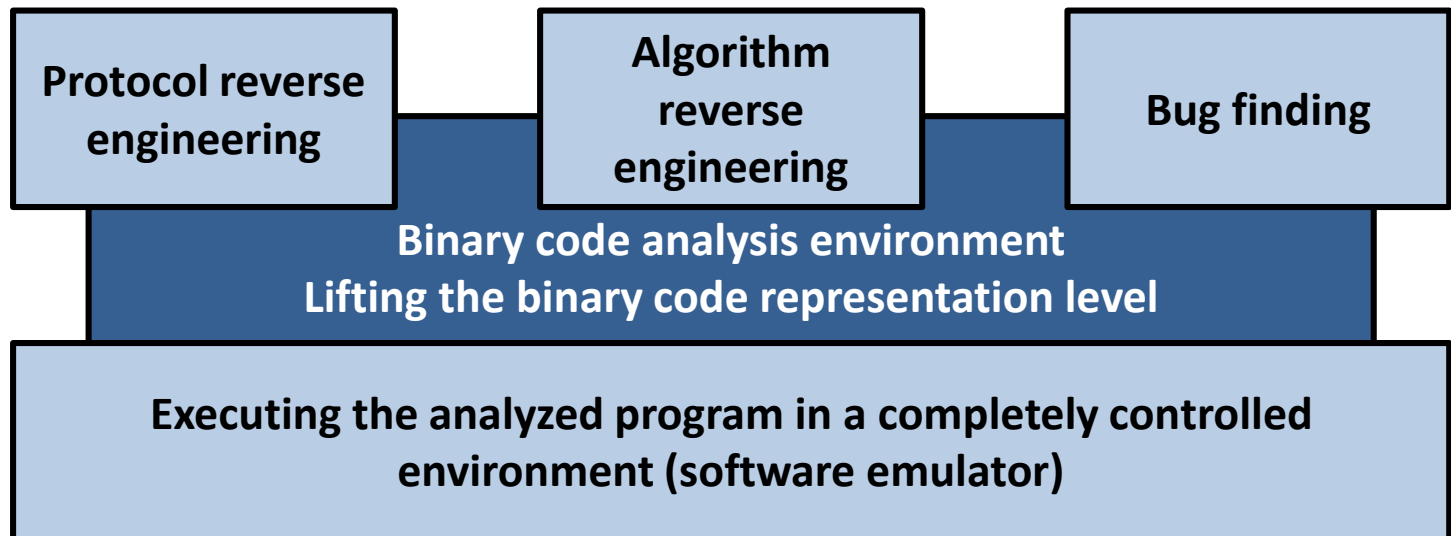 Protocol reverse
engineering
Algorithm
reverse
engineering
Bug finding
Binary code analysis environment
Lifting the binary code representation level
Executing the analyzed program in a completely controlled
environment (software emulator)